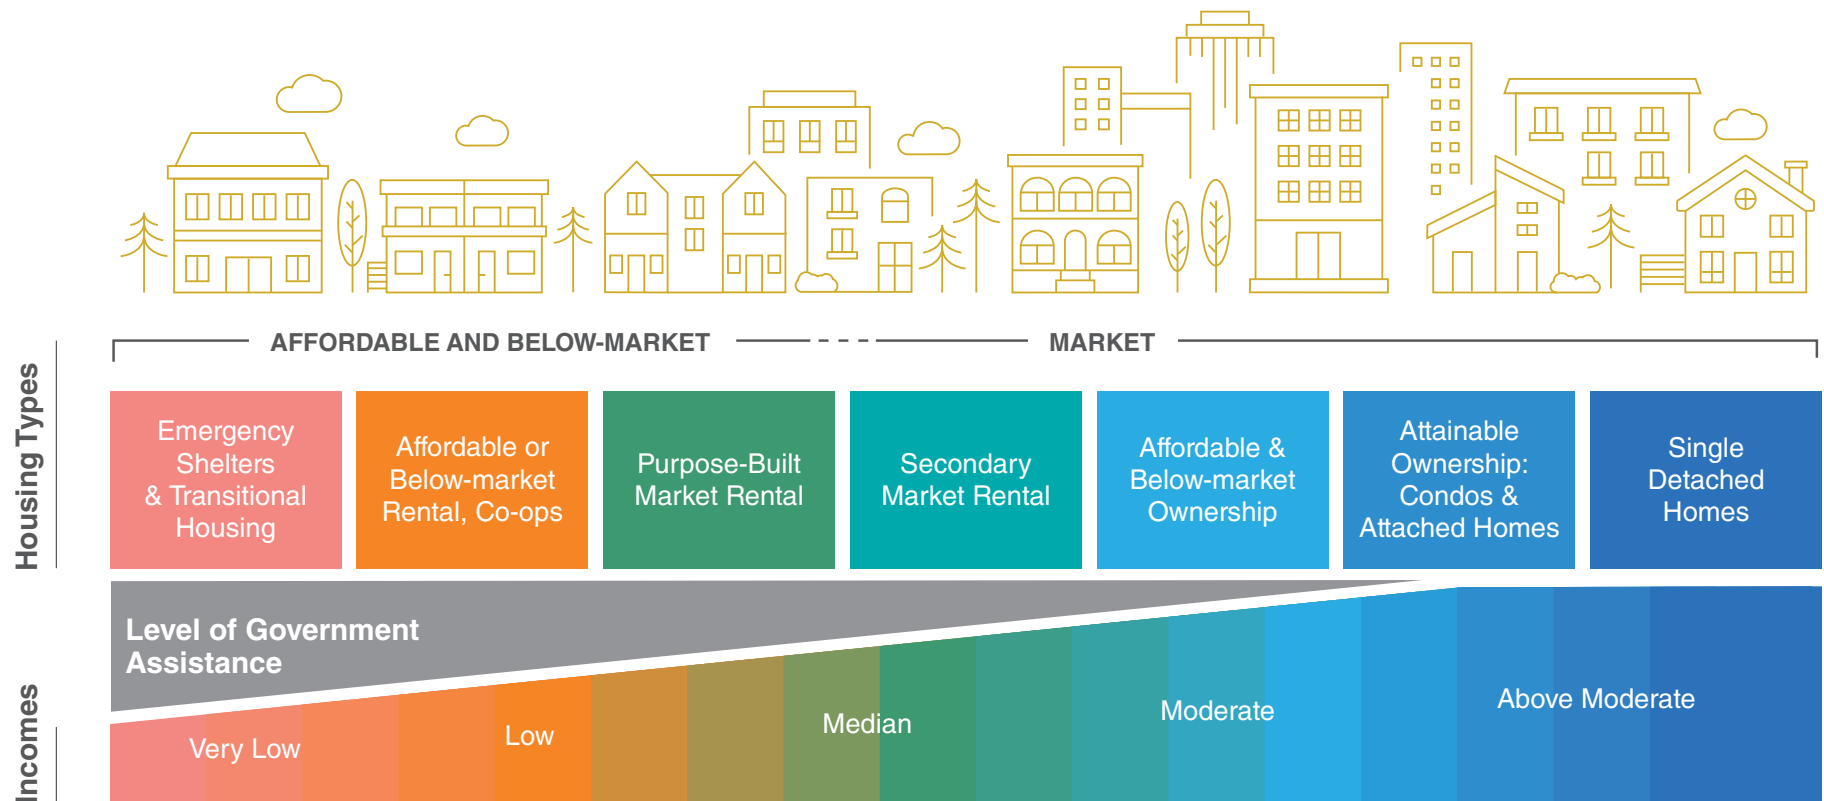 AFFORDABLE AND BELOW-MARKET
MARKET
Housing Types
Emergency
Shelters
& Transitional
Housing
Affordable or
Below-market
Rental, Co-ops
Purpose-Built
Market Rental
Secondary
Market Rental
Affordable &
Below-market
Ownership
Attainable
Ownership:
Condos &
Attached Homes
Single
Detached
Homes
Level of Government
Assistance
Incomes
Very Low
Low
Median
Moderate
Above Moderate